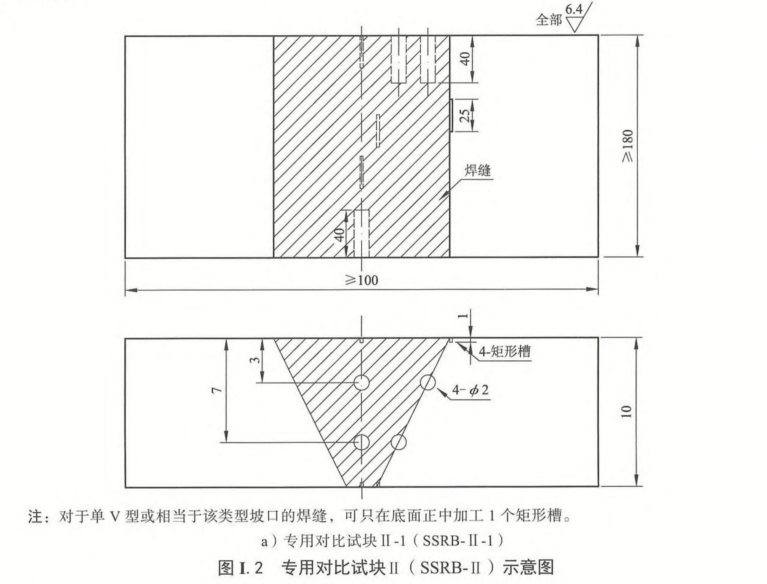 全部 6.4
40
25
≥180
焊缝
40
≥100
1
4-矩形槽
3
7
4-ϕ2
10
注：对于单 V 型或相当于该类型坡口的焊缝，可只在底面正中加工 1 个矩形槽。
a）专用对比试块Ⅱ-1（SSRB-Ⅱ-1）
图 I.2 专用对比试块Ⅱ（SSRB-Ⅱ）示意图